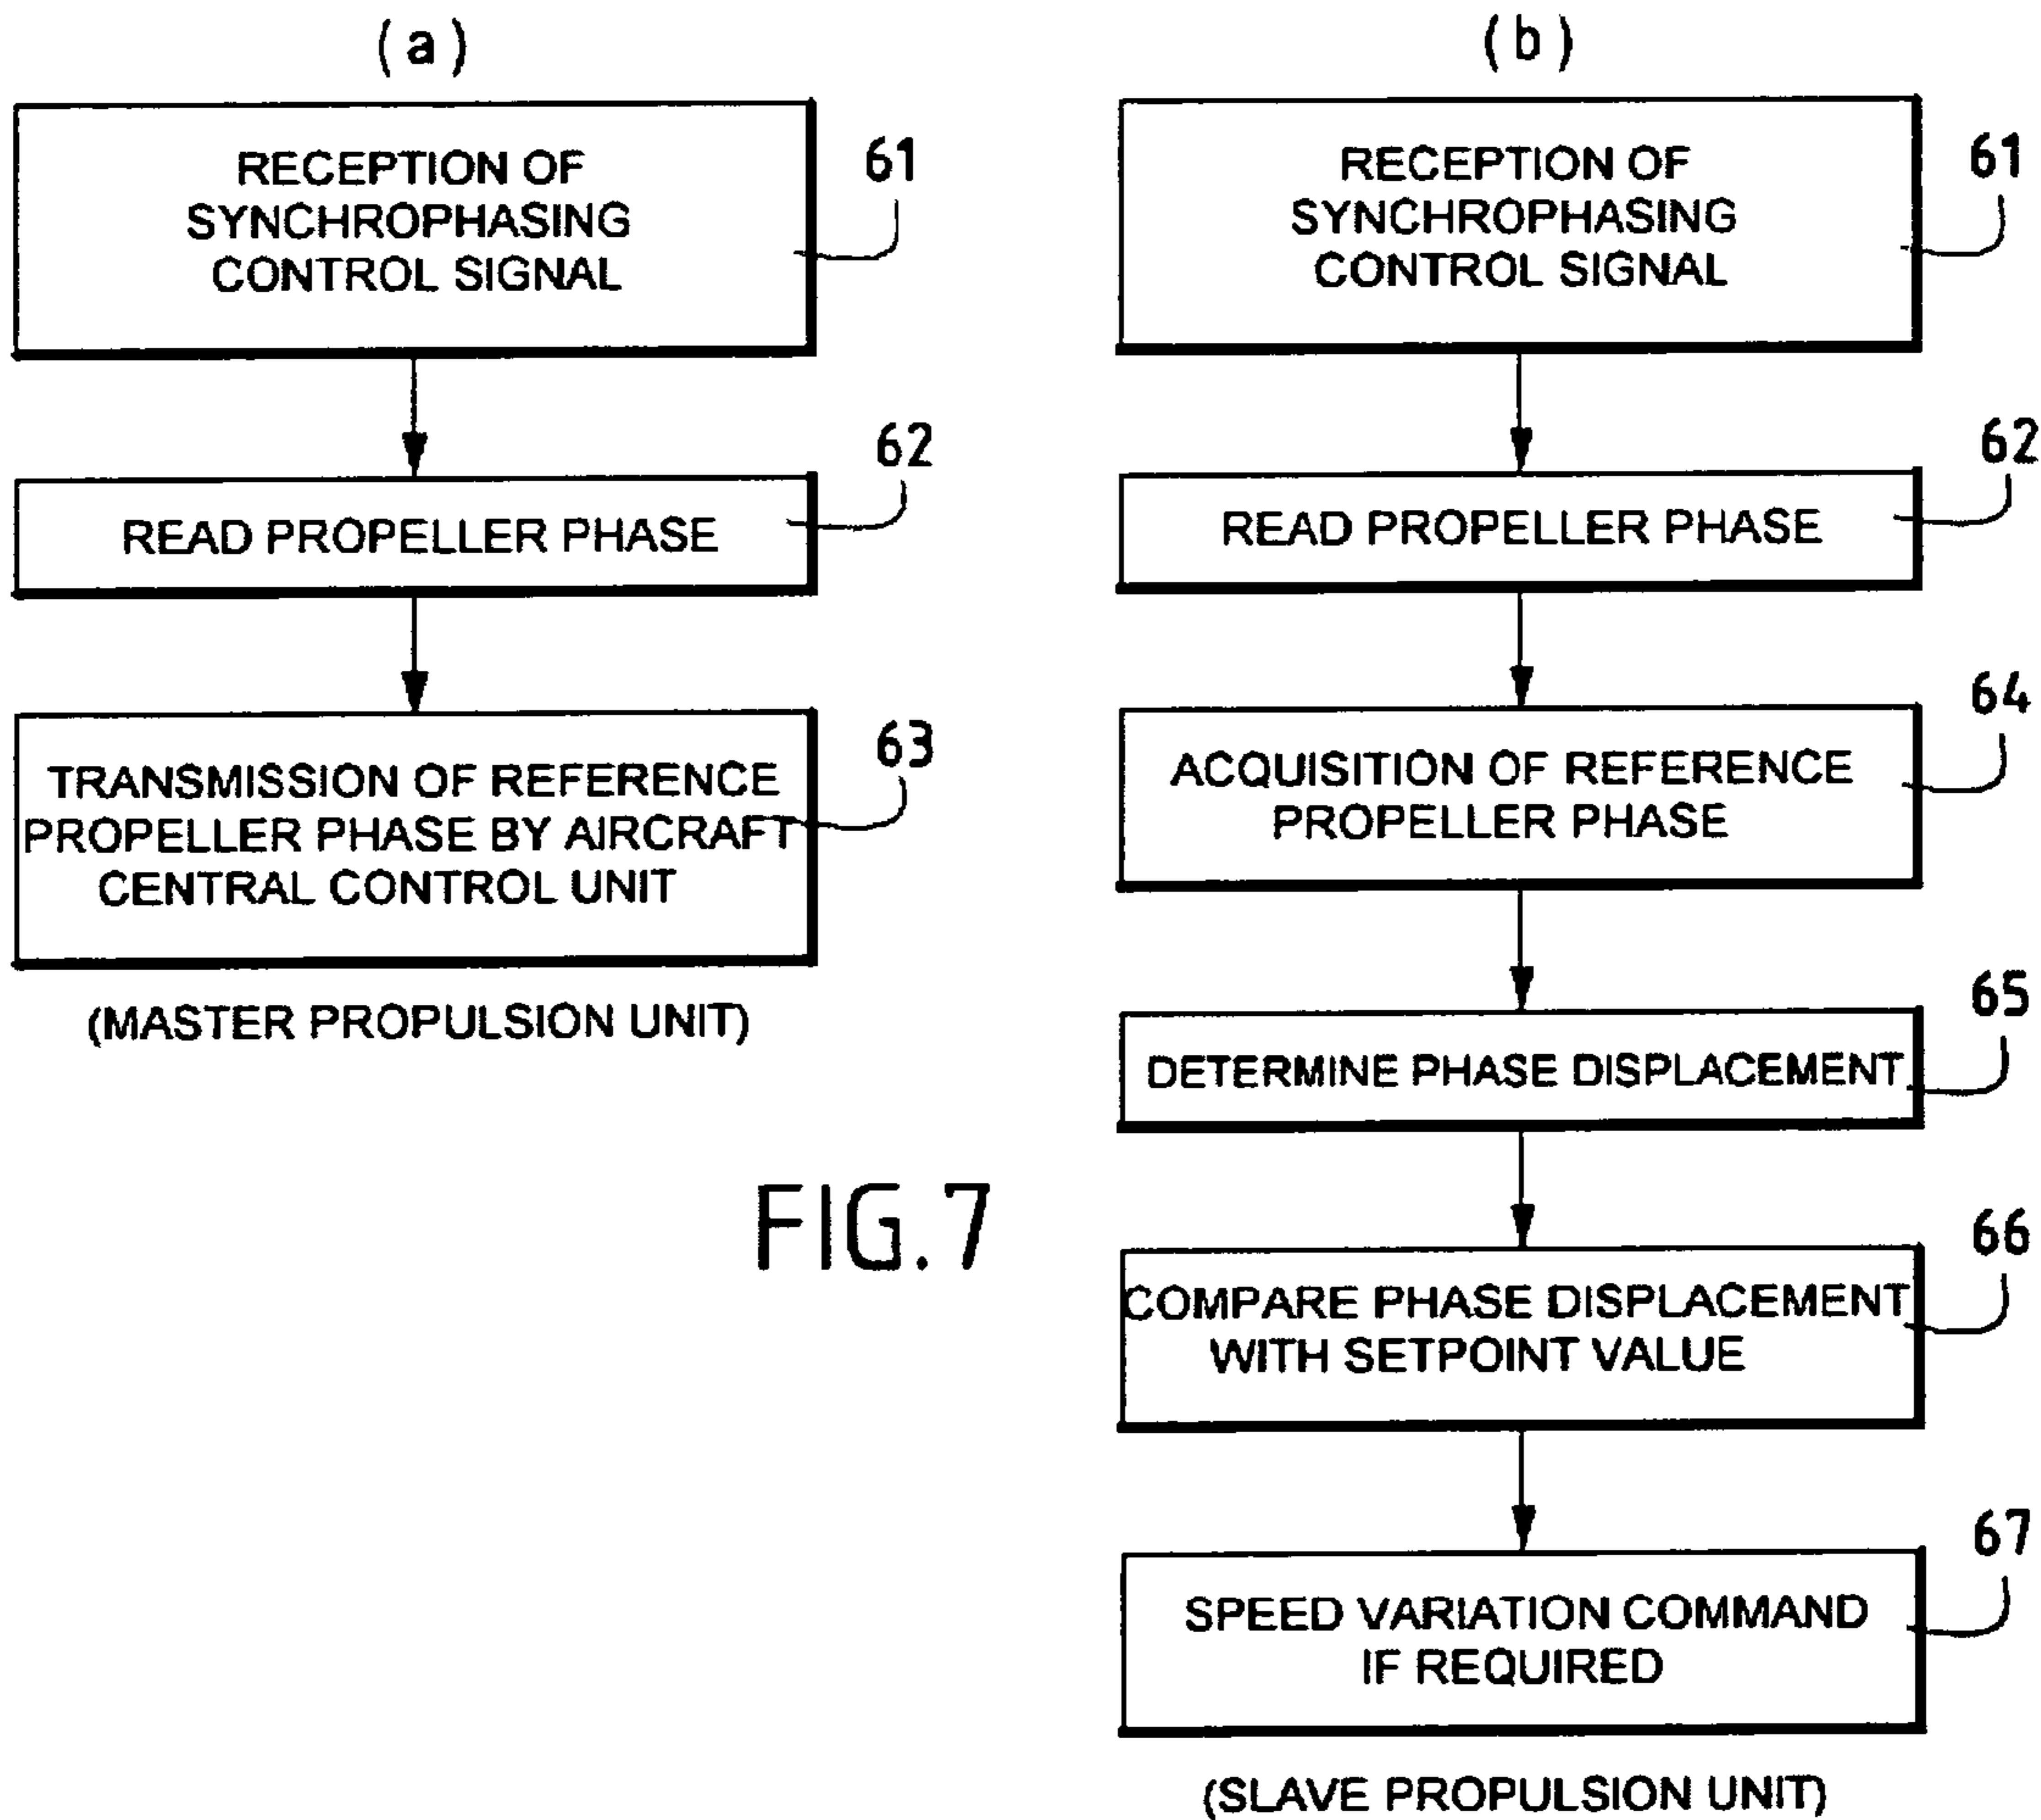 (a)
RECEPTION OF
SYNCHROPHASING
CONTROL SIGNAL
61
READ PROPELLER PHASE
62
TRANSMISSION OF REFERENCE
PROPELLER PHASE BY AIRCRAFT
CENTRAL CONTROL UNIT
63
(MASTER PROPULSION UNIT)
(b)
RECEPTION OF
SYNCHROPHASING
CONTROL SIGNAL
61
READ PROPELLER PHASE
62
ACQUISITION OF REFERENCE
PROPELLER PHASE
64
DETERMINE PHASE DISPLACEMENT
65
COMPARE PHASE DISPLACEMENT
WITH SETPOINT VALUE
66
SPEED VARIATION COMMAND
IF REQUIRED
67
(SLAVE PROPULSION UNIT)
FIG.7